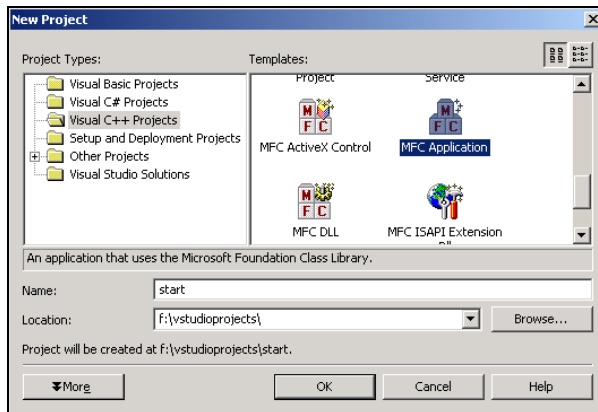 New Project
Project Types:
Templates:
Visual Basic Projects
Visual C# Projects
Visual C++ Projects
Setup and Deployment Projects
Other Projects
Visual Studio Solutions
Project
Service
MFC
MFC
MFC ActiveX Control
MFC Application
MFC
MFC DLL
MFC ISAPI Extension
An application that uses the Microsoft Foundation Class Library.
Name:
start
Location:
f:\vstudioprojects\
Browse...
Project will be created at f:\vstudioprojects\start.
More
OK
Cancel
Help